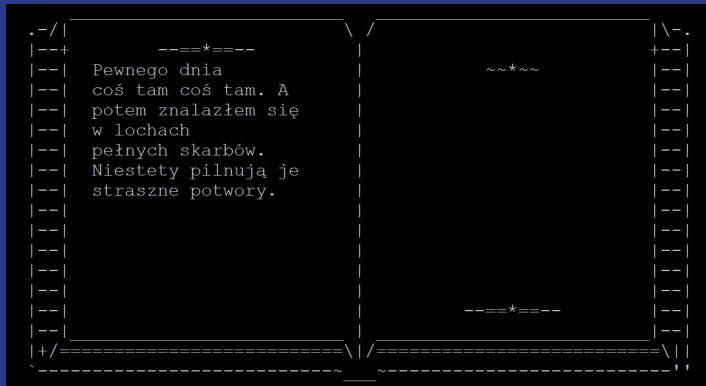 Pewnego dnia
coś tam coś tam. A
potem znalazłem się
w lochach
pełnych skarbów.
Niestety pilnują je
straszne potwory.